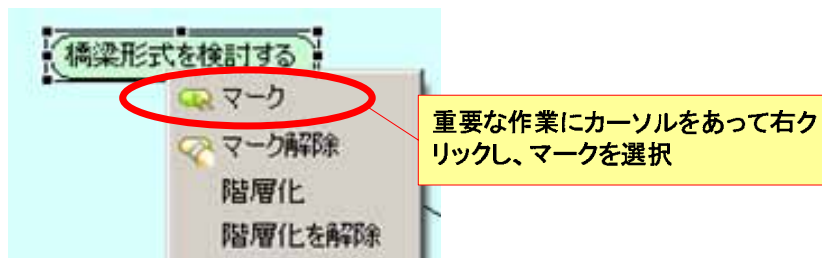 橋梁形式を検討する
マーク
重要な作業にカーソルをあって右ク
リックし、マークを選択
マーク解除
階層化
階層化を解除